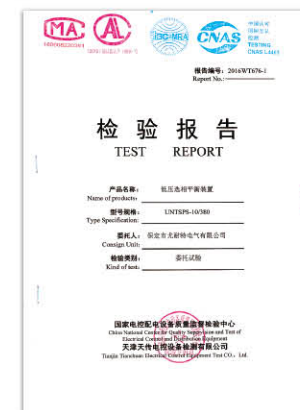 MA
AL
ilac-MRA
CNAS
TESTING
报告编号：2016WT676-1
Report No.:
检 验 报 告
TEST REPORT
产品名称： 低压选相平衡装置
Name of products:
型号规格： UNTSPS-10/380
Type Specification:
委托人： 保定市尤耐特电气有限公司
Consign Unit:
检验类别： 委托试验
Kind of test:
国家电控配电设备质量监督检验中心
China National Center for Quality Supervision and Test of
Electrical Control and Distribution Equipment
天津天传电控设备检测有限公司
Tianjin Tianchuan Electrical Control Equipment Test CO., Ltd.